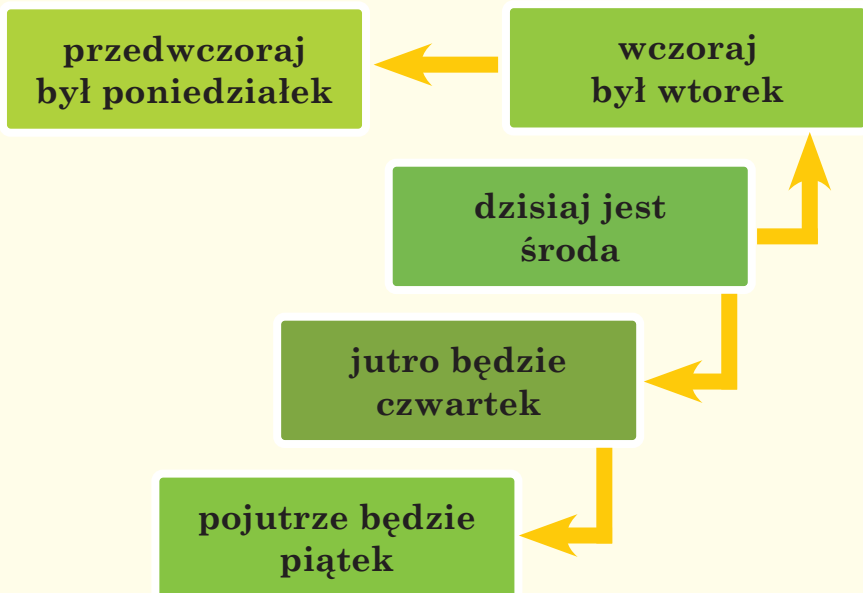 przedwczoraj
był poniedziałek
wczoraj
był wtorek
dzisiaj jest
środa
jutro będzie
czwartek
pojutrze będzie
piątek